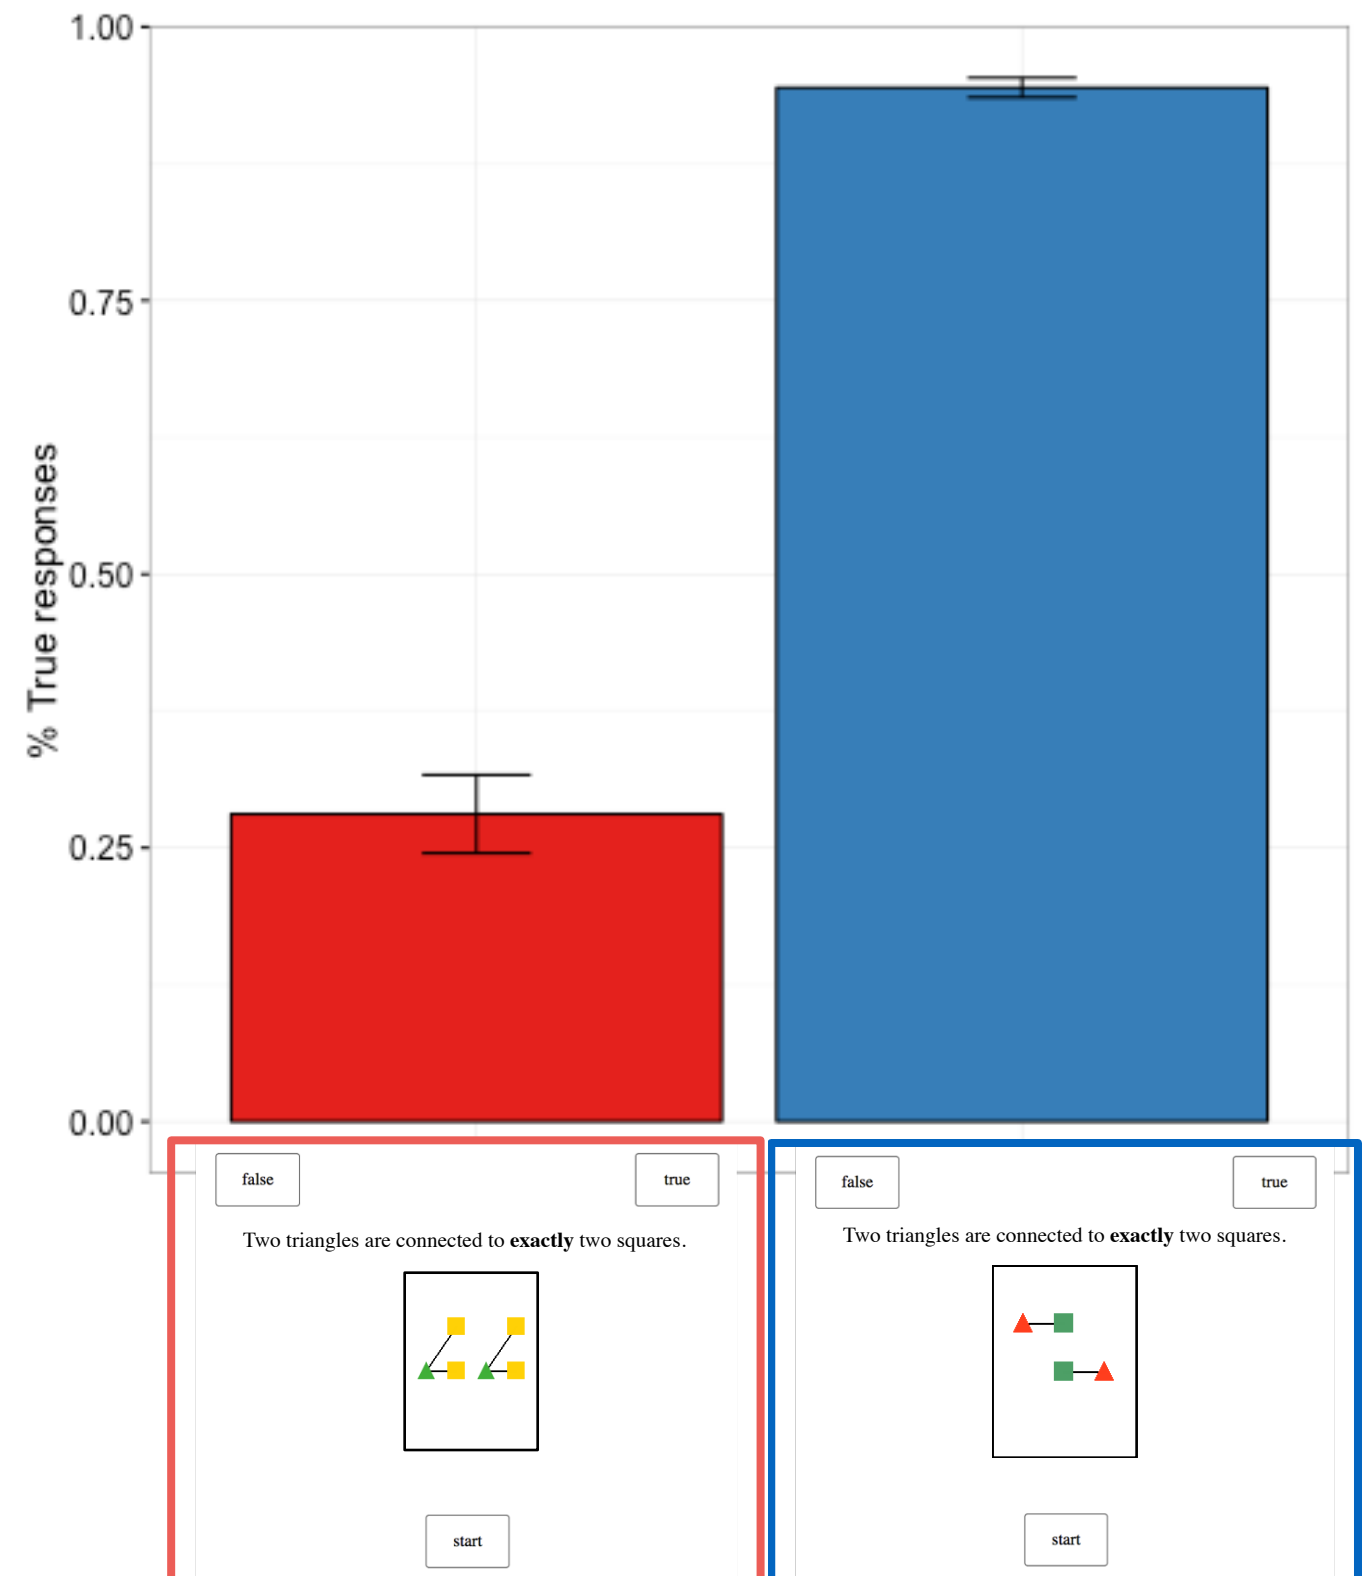 1.00
0.75
0.50
0.25
0.00
% True responses
false true
Two triangles are connected to exactly two squares.
start
false true
Two triangles are connected to exactly two squares.
start